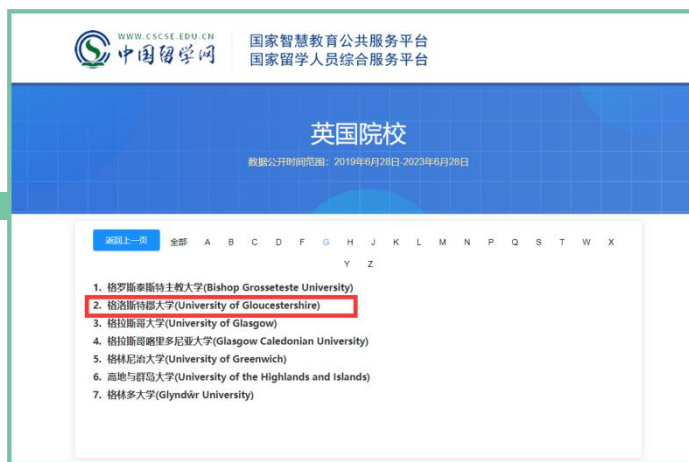 WWW.CSCSE.EDU.CN
中国留学网
国家智慧教育公共服务平台
国家留学人员综合服务平台
英国院校
数据公开时间范围：2019年6月28日-2023年6月28日
返回上一页 全部 A B C D F G H J K L M N P Q S T W X
Y Z
1. 格罗斯泰斯特主教大学(Bishop Grosseteste University)
2. 格洛斯特郡大学(University of Gloucestershire)
3. 格拉斯哥大学(University of Glasgow)
4. 格拉斯哥喀里多尼亚大学(Glasgow Caledonian University)
5. 格林尼治大学(University of Greenwich)
6. 高地与群岛大学(University of the Highlands and Islands)
7. 格林多大学(Glyndŵr University)